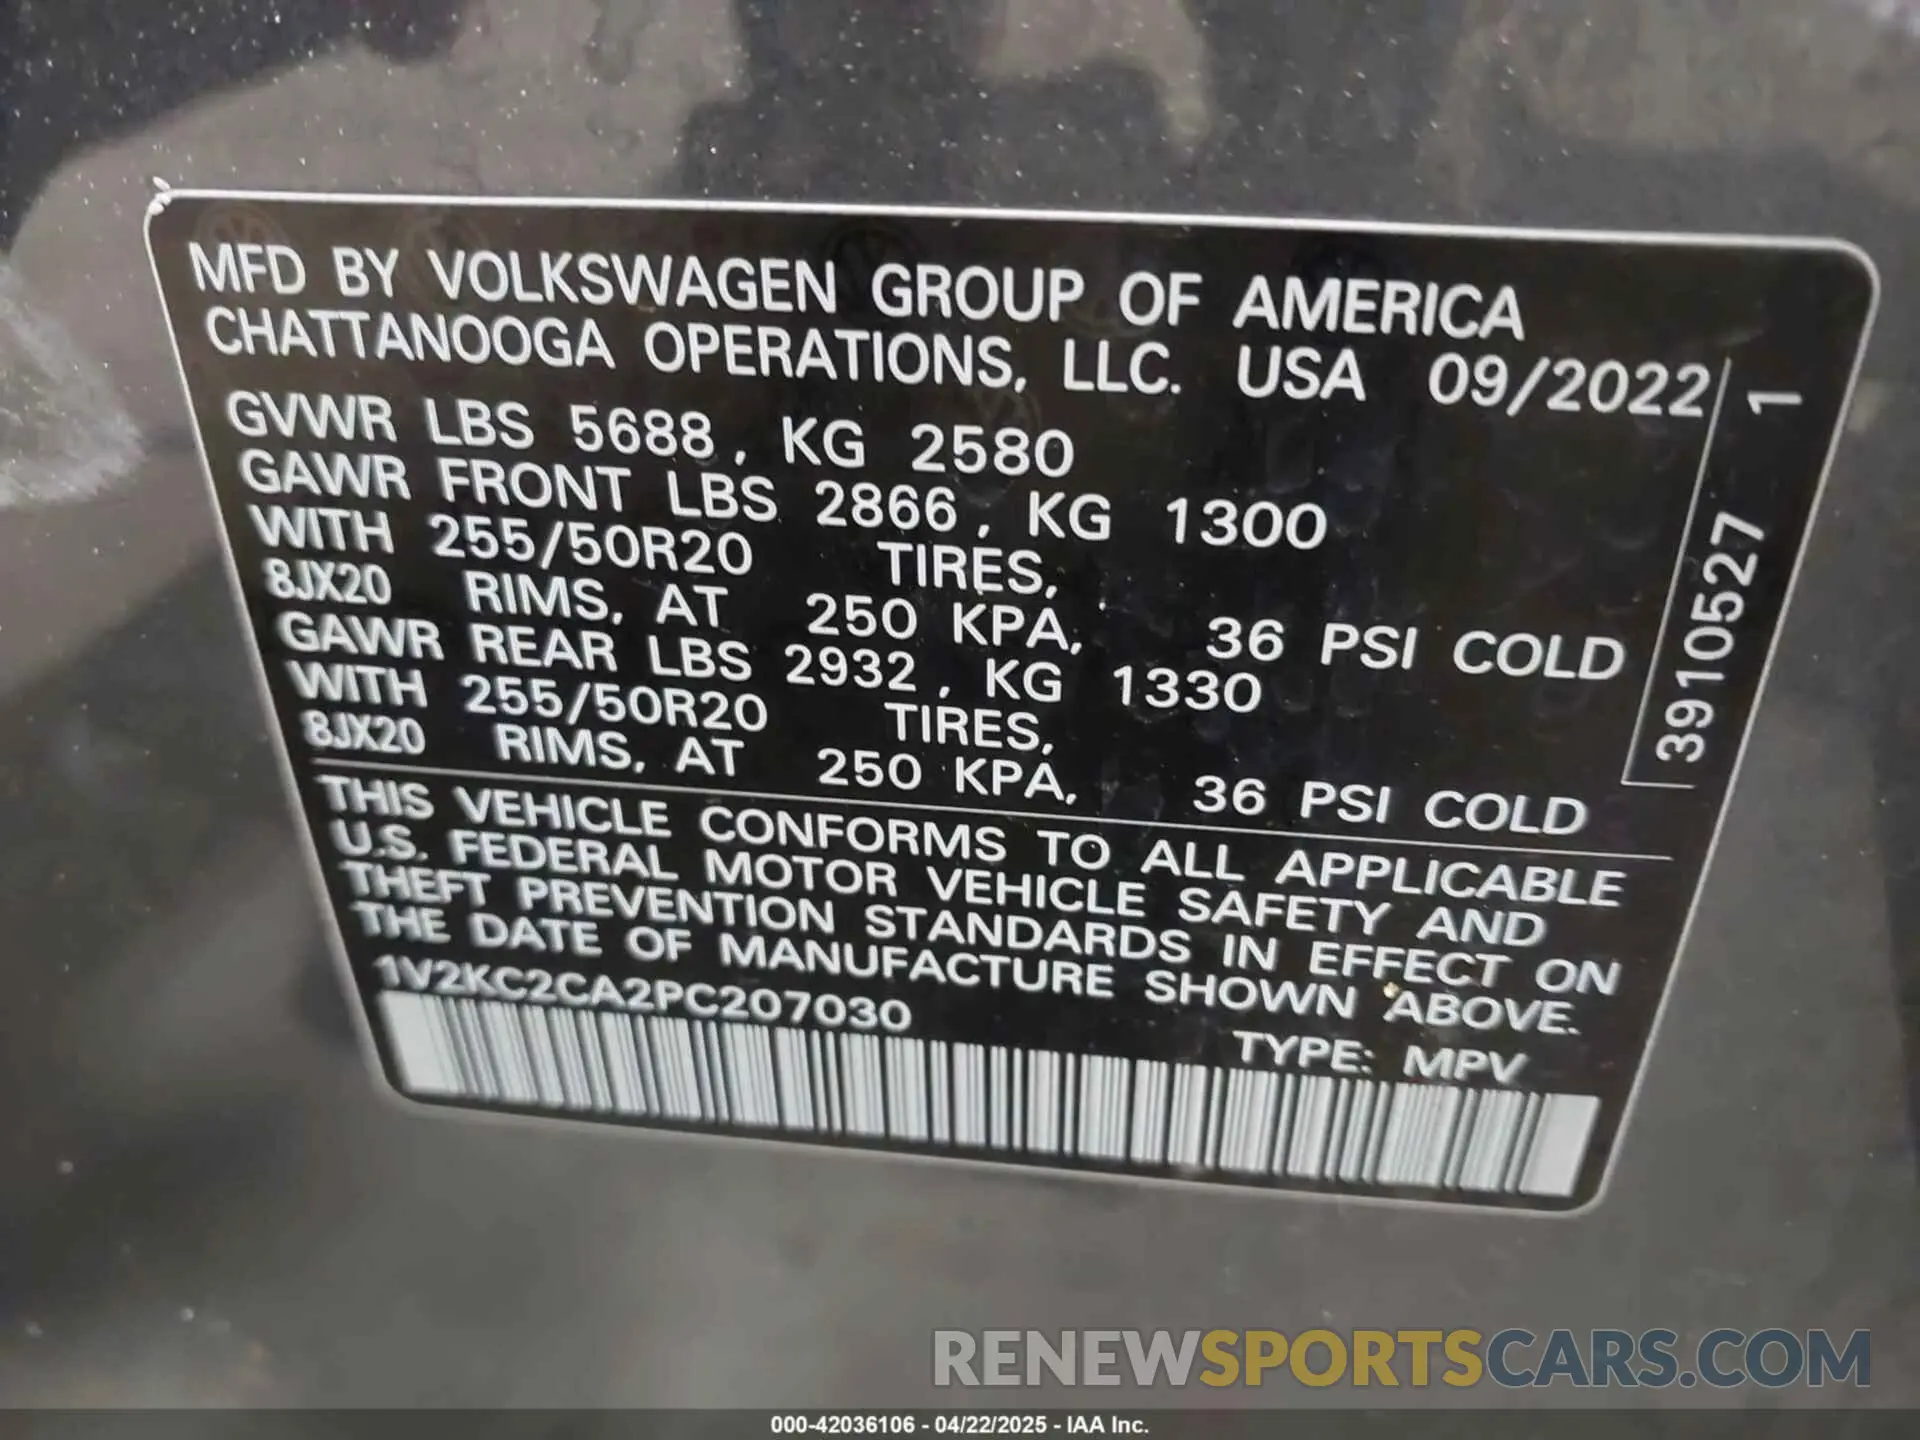 MFD BY VOLKSWAGEN GROUP OF AMERICA
CHATTANOOGA OPERATIONS, LLC. USA 09/2022
GVWR LBS 5688, KG 2580
GAWR FRONT LBS 2866, KG 1300
WITH 255/50R20 TIRES,
8JX20 RIMS, AT 250 KPA, 36 PSI COLD
GAWR REAR LBS 2932, KG 1330
WITH 255/50R20 TIRES,
8JX20 RIMS, AT 250 KPA, 36 PSI COLD
3910527 1
THIS VEHICLE CONFORMS TO ALL APPLICABLE
U.S. FEDERAL MOTOR VEHICLE SAFETY AND
THEFT PREVENTION STANDARDS IN EFFECT ON
THE DATE OF MANUFACTURE SHOWN ABOVE.
1V2KC2CA2PC207030
TYPE: MPV
RENEWSPORTSCARS.COM
000-42036106 - 04/22/2025 - IAA Inc.